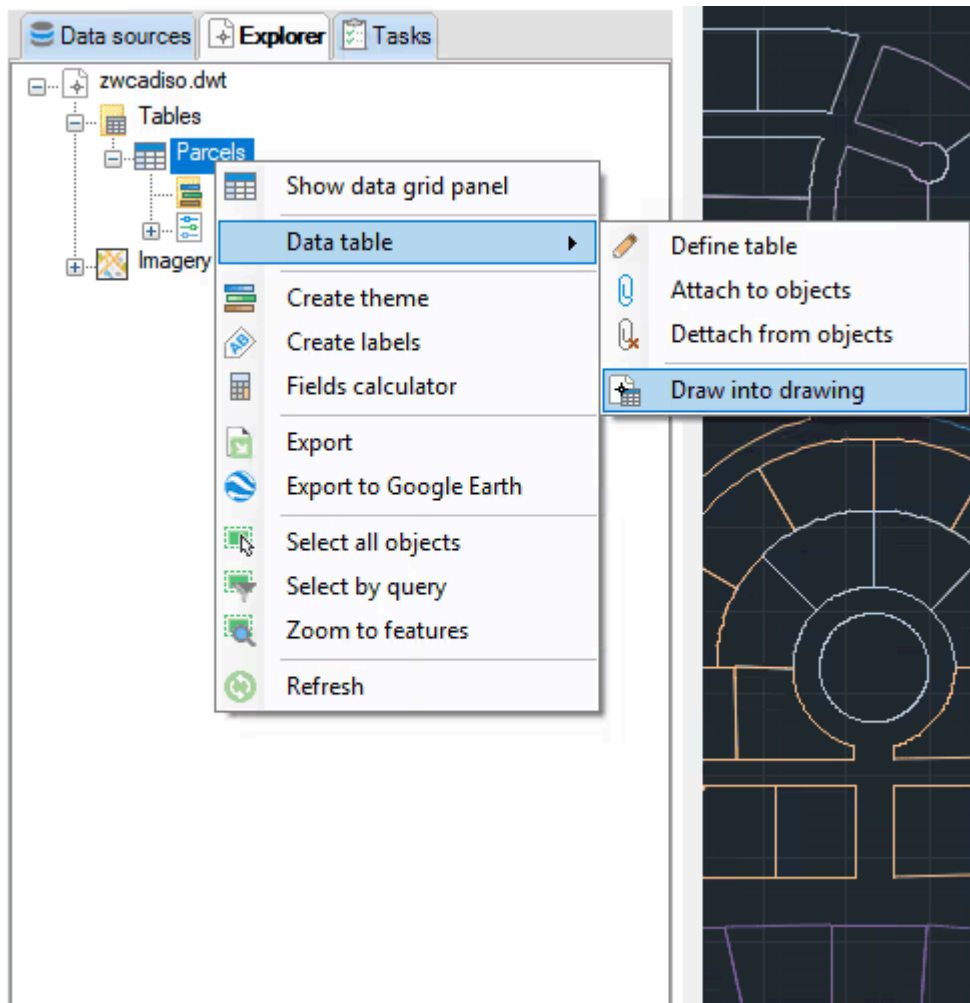 Data sources Explorer Tasks
zwcadiso.dwt
Tables
Parcels
Imagery
Show data grid panel
Data table
Create theme
Create labels
Fields calculator
Export
Export to Google Earth
Select all objects
Select by query
Zoom to features
Refresh
Define table
Attach to objects
Dettach from objects
Draw into drawing